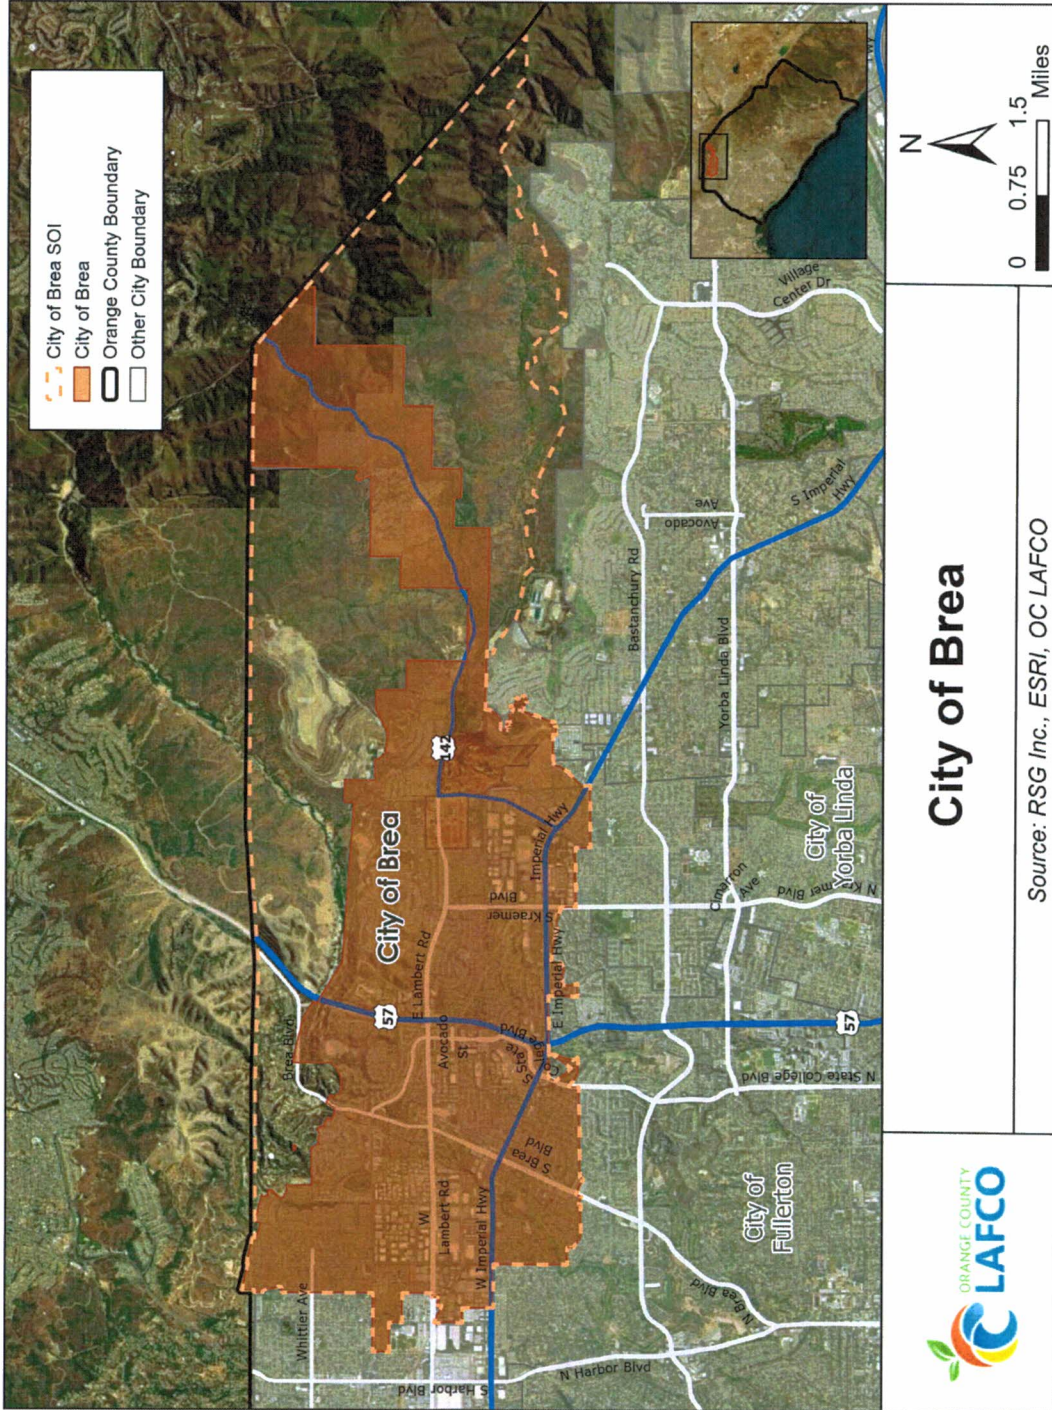 City of Brea SOI
City of Brea
Orange County Boundary
Other City Boundary
Whittier Ave
S Harbor Blvd
N Harbor Blvd
W
Lambert Rd
W Imperial Hwy
Brea Blvd
S Brea
Blvd
N Brea Blvd
57
E Lambert Rd
Avocado
St
S State College Blvd
City of Brea
S Kraemer
Blvd
Imperial Hwy
E Imperial Hwy
142
57
N State College Blvd
City of
Fullerton
Cimarron
Ave
N Kraemer Blvd
City of
Yorba Linda
Bastanchury Rd
Yorba Linda Blvd
Avocado
Ave
S Imperial
Hwy
Village
Center Dr
ORANGE COUNTY
LAFCO
City of Brea
Source: RSG Inc., ESRI, OC LAFCO
N
0 0.75 1.5
Miles